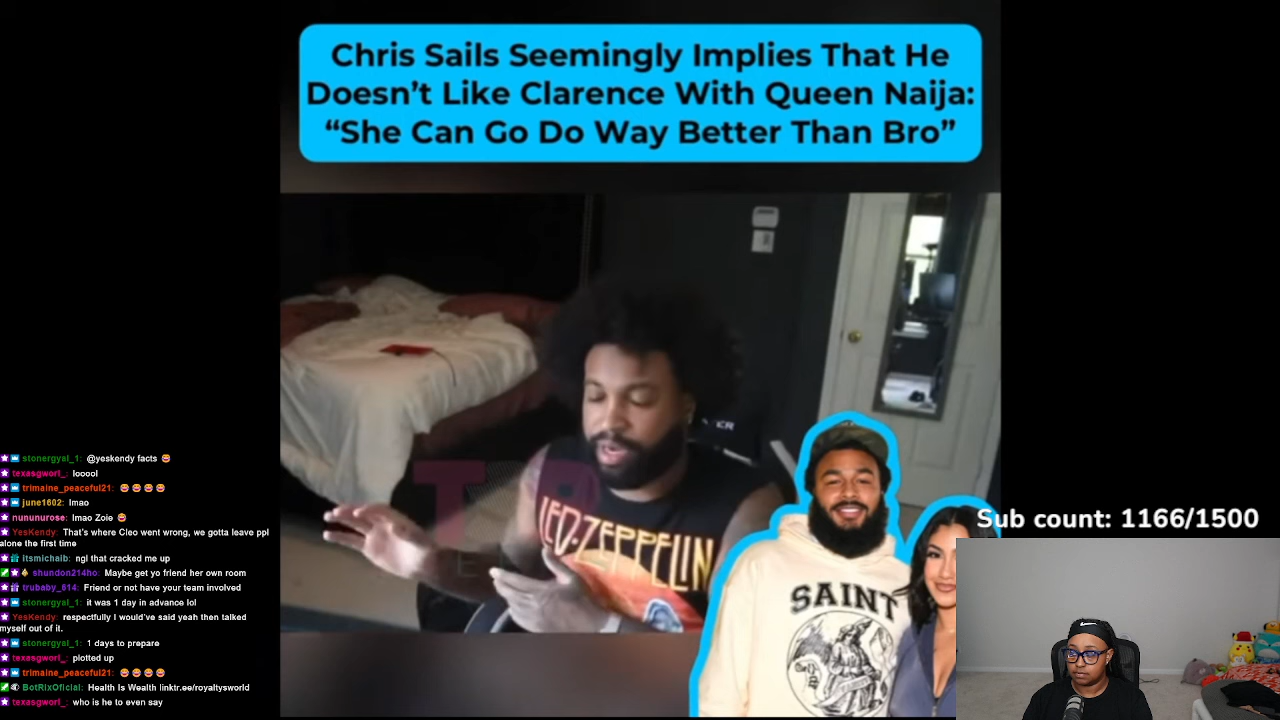 Chris Sails Seemingly Implies That He
Doesn't Like Clarence With Queen Naija:
“She Can Go Do Way Better Than Bro”
LED-ZEPPELIN
SAINT
Sub count: 1166/1500
stonergyal_1: @yeskendy facts
texasgworl_: looool
trimaine_peaceful21:
june1602: lmao
nununurose: lmao Zoie
YesKendy: That's where Cleo went wrong, we gotta leave ppl
alone the first time
itsmichaib: ngl that cracked me up
shundon214ho: Maybe get yo friend her own room
trubaby_614: Friend or not have your team involved
stonergyal_1: it was 1 day in advance lol
YesKendy: respectfully I would've said yeah then talked
myself out of it.
stonergyal_1: 1 days to prepare
texasgworl_: plotted up
trimaine_peaceful21:
BotRixOficial: Health Is Wealth linktr.ee/royaltysworld
texasgworl_: who is he to even say